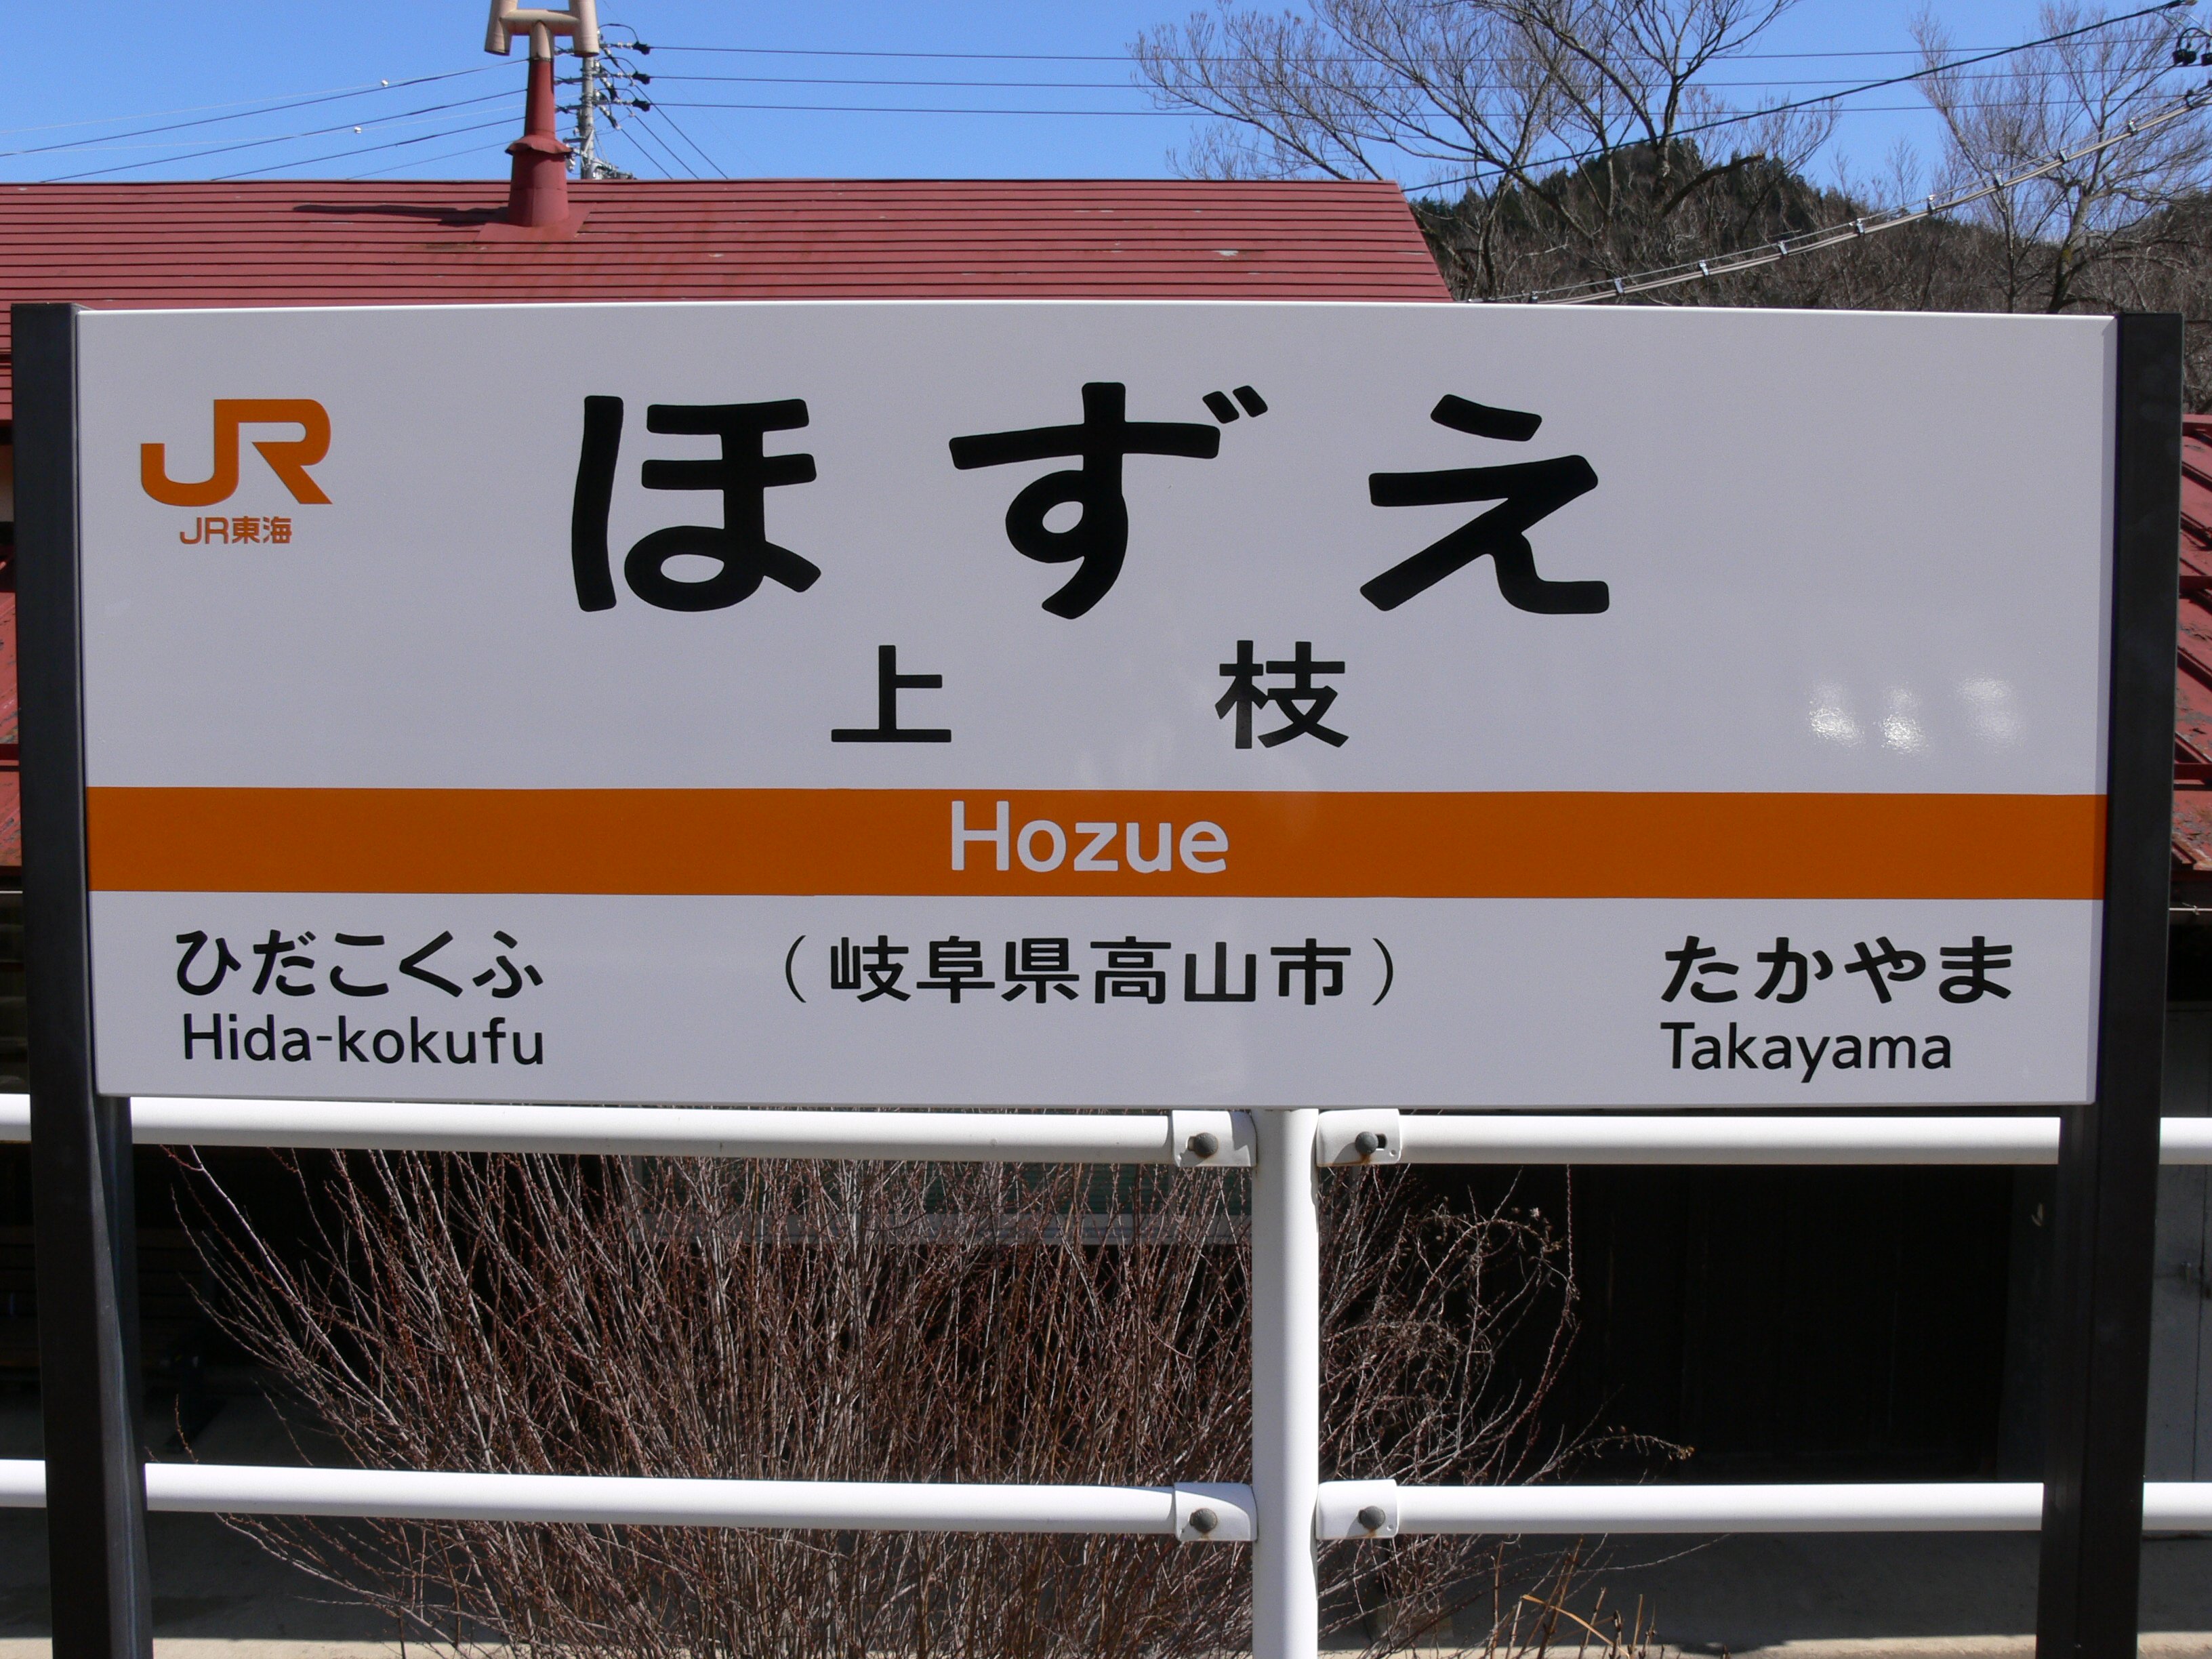 JR
JR東海
ほずえ
上枝
Hozue
ひだこくふ
Hida-kokufu
（岐阜県高山市）
たかやま
Takayama